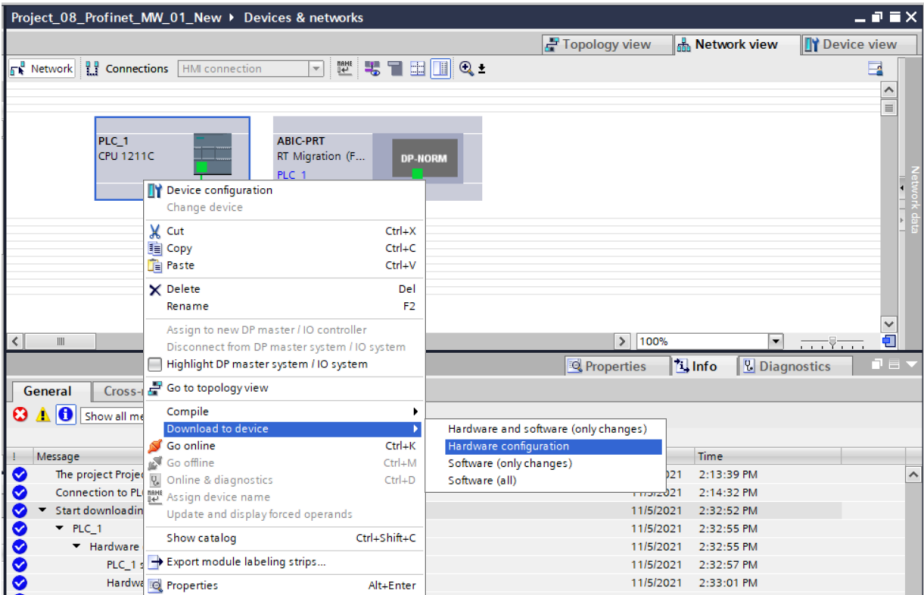 Project_08_Profinet_MW_01_New ▸ Devices & networks
Topology view
Network view
Device view
Network
Connections
HMI connection
PLC_1
CPU 1211C
ABIC-PRT
RT Migration (F...
PLC_1
DP-NORM
Network data
Device configuration
Change device
Cut Ctrl+X
Copy Ctrl+C
Paste Ctrl+V
Delete Del
Rename F2
Assign to new DP master / IO controller
Disconnect from DP master system / IO system
Highlight DP master system / IO system
Go to topology view
Compile
Download to device
Go online Ctrl+K
Go offline Ctrl+M
Online & diagnostics Ctrl+D
Assign device name
Update and display forced operands
Show catalog Ctrl+Shift+C
Export module labeling strips...
Properties Alt+Enter
Hardware and software (only changes)
Hardware configuration
Software (only changes)
Software (all)
100%
Properties
Info
Diagnostics
General
Cross-
Show all me
! Message Time
The project Proje 2:13:39 PM
Connection to PL 11/5/2021 2:14:32 PM
Start downloadin 11/5/2021 2:32:52 PM
PLC_1 11/5/2021 2:32:55 PM
Hardware 11/5/2021 2:32:55 PM
PLC_1 s 11/5/2021 2:32:57 PM
Hardwa 11/5/2021 2:33:01 PM